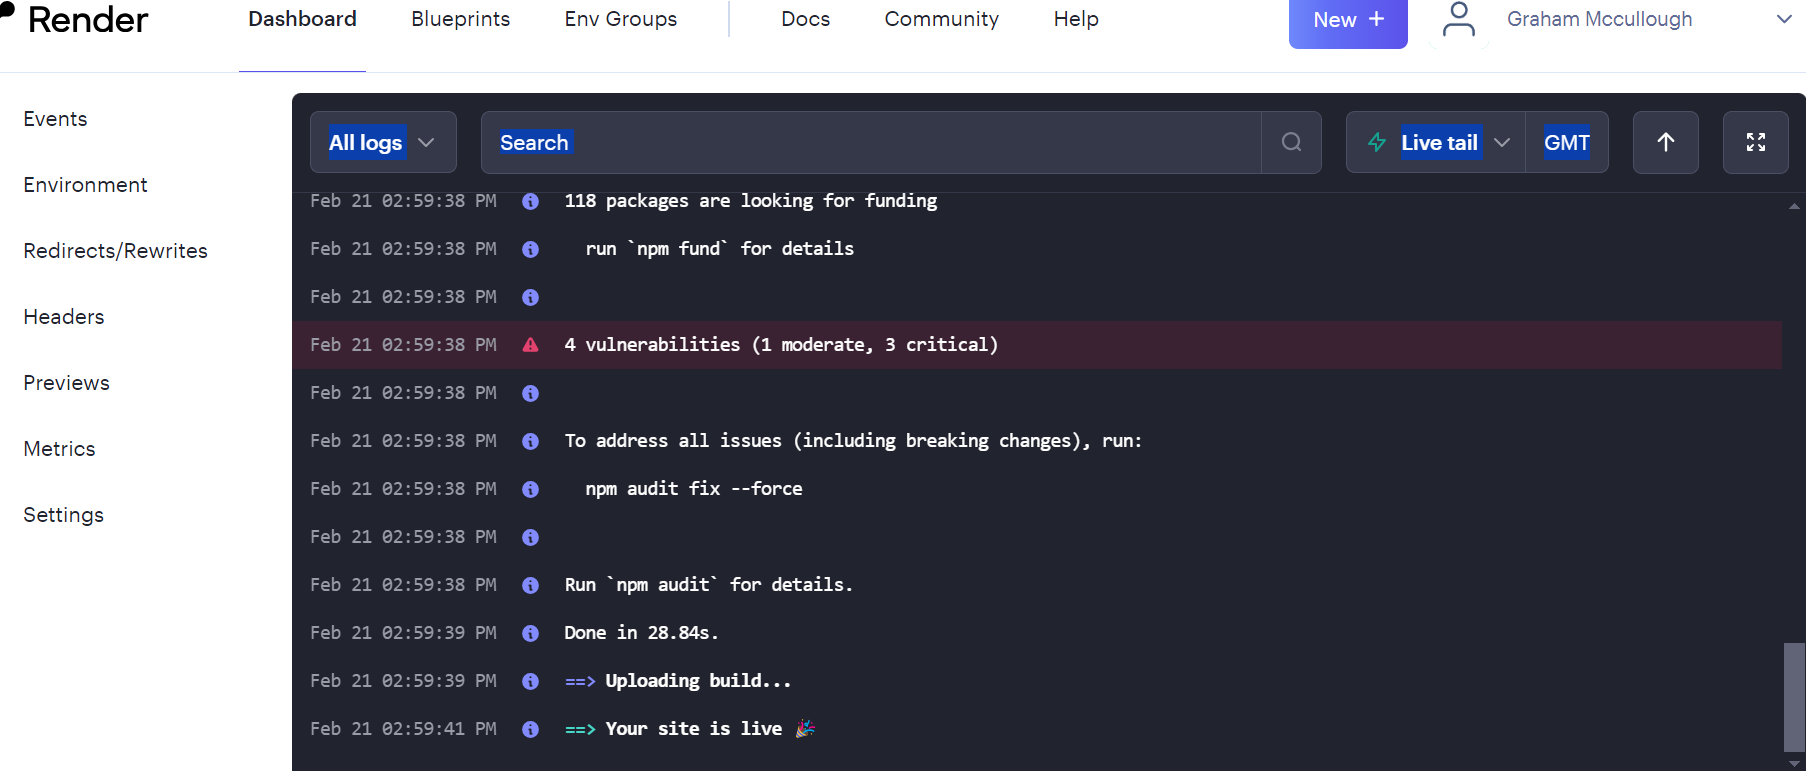 Render
Dashboard Blueprints Env Groups Docs Community Help New + Graham Mccullough
Events
Environment
Redirects/Rewrites
Headers
Previews
Metrics
Settings
All logs Search Live tail GMT
Feb 21 02:59:38 PM 118 packages are looking for funding
Feb 21 02:59:38 PM run `npm fund` for details
Feb 21 02:59:38 PM
Feb 21 02:59:38 PM 4 vulnerabilities (1 moderate, 3 critical)
Feb 21 02:59:38 PM
Feb 21 02:59:38 PM To address all issues (including breaking changes), run:
Feb 21 02:59:38 PM npm audit fix --force
Feb 21 02:59:38 PM
Feb 21 02:59:38 PM Run `npm audit` for details.
Feb 21 02:59:39 PM Done in 28.84s.
Feb 21 02:59:39 PM ==> Uploading build...
Feb 21 02:59:41 PM ==> Your site is live 🎉